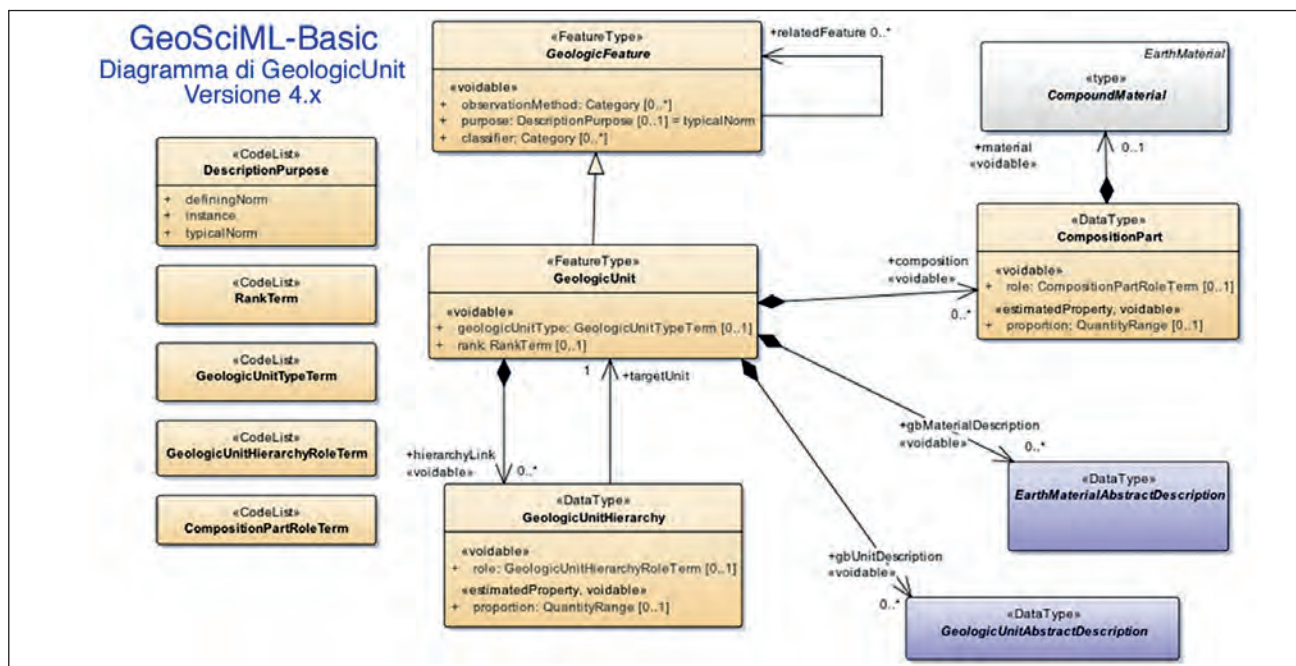 GeoSciML-Basic
Diagramma di GeologicUnit
Versione 4.x
«CodeList»
DescriptionPurpose
+ definingNorm
+ instance
+ typicalNorm
«CodeList»
RankTerm
«CodeList»
GeologicUnitTypeTerm
«CodeList»
GeologicUnitHierarchyRoleTerm
«CodeList»
CompositionPartRoleTerm
«FeatureType»
GeologicFeature
«voidable»
+ observationMethod: Category [0..*]
+ purpose: DescriptionPurpose [0..1] = typicalNorm
+ classifier: Category [0..*]
+relatedFeature 0..*
«FeatureType»
GeologicUnit
«voidable»
+ geologicUnitType: GeologicUnitTypeTerm [0..1]
+ rank: RankTerm [0..1]
1 +targetUnit
+hierarchyLink
«voidable» 0..*
«DataType»
GeologicUnitHierarchy
«voidable»
+ role: GeologicUnitHierarchyRoleTerm [0..1]
«estimatedProperty, voidable»
+ proportion: QuantityRange [0..1]
EarthMaterial
«type»
CompoundMaterial
+material 0..1
«voidable»
«DataType»
CompositionPart
«voidable»
+ role: CompositionPartRoleTerm [0..1]
«estimatedProperty, voidable»
+ proportion: QuantityRange [0..1]
+composition
«voidable»
0..*
+gbMaterialDescription
«voidable» 0..*
«DataType»
EarthMaterialAbstractDescription
+gbUnitDescription
«voidable»
0..*
«DataType»
GeologicUnitAbstractDescription